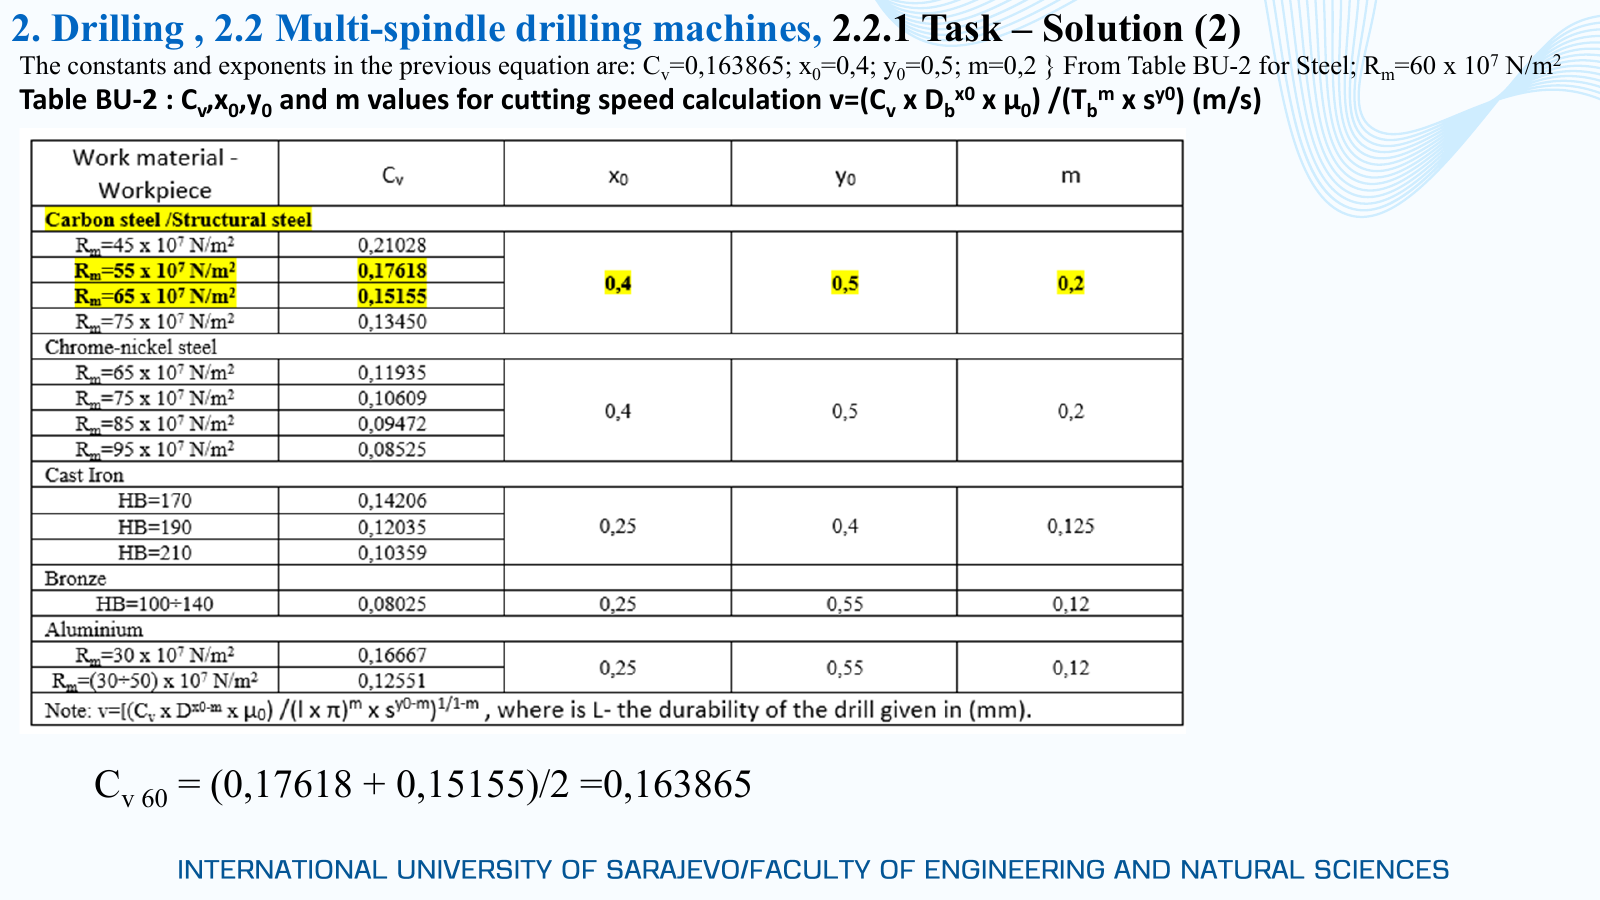 2. Drilling , 2.2 Multi-spindle drilling machines, 2.2.1 Task – Solution (2)
The constants and exponents in the previous equation are: Cv=0,163865; x0=0,4; y0=0,5; m=0,2 } From Table BU-2 for Steel; Rm=60 x 10⁷ N/m²
Table BU-2 : Cv,x0,y0 and m values for cutting speed calculation v=(Cv x Db^x0 x μ0) /(Tb^m x s^y0) (m/s)
Work material - Workpiece Cv x0 y0 m
Carbon steel /Structural steel
Rm=45 x 10⁷ N/m² 0,21028
Rm=55 x 10⁷ N/m² 0,17618 0,4 0,5 0,2
Rm=65 x 10⁷ N/m² 0,15155
Rm=75 x 10⁷ N/m² 0,13450
Chrome-nickel steel
Rm=65 x 10⁷ N/m² 0,11935
Rm=75 x 10⁷ N/m² 0,10609 0,4 0,5 0,2
Rm=85 x 10⁷ N/m² 0,09472
Rm=95 x 10⁷ N/m² 0,08525
Cast Iron
HB=170 0,14206
HB=190 0,12035 0,25 0,4 0,125
HB=210 0,10359
Bronze
HB=100÷140 0,08025 0,25 0,55 0,12
Aluminium
Rm=30 x 10⁷ N/m² 0,16667 0,25 0,55 0,12
Rm=(30÷50) x 10⁷ N/m² 0,12551
Note: v=[(Cv x D^x0-m x μ0) /(l x π)^m x s^y0-m)^1/1-m , where is L- the durability of the drill given in (mm).
Cv 60 = (0,17618 + 0,15155)/2 =0,163865
INTERNATIONAL UNIVERSITY OF SARAJEVO/FACULTY OF ENGINEERING AND NATURAL SCIENCES